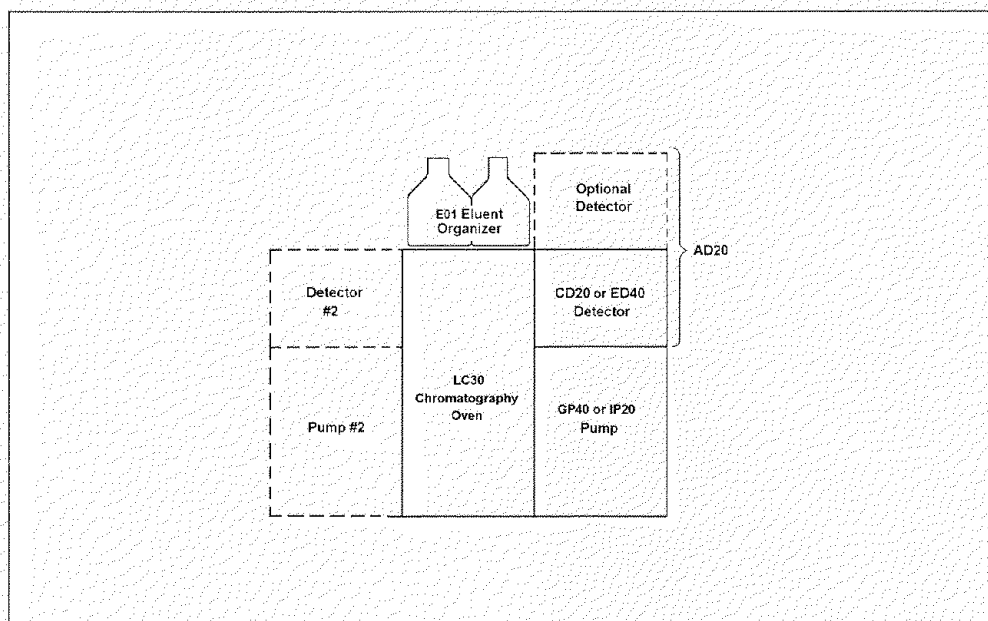 Optional
Detector
E01 Eluent
Organizer
AD20
Detector
#2
CD20 or ED40
Detector
LC30
Chromatography
Oven
GP40 or IP20
Pump
Pump #2